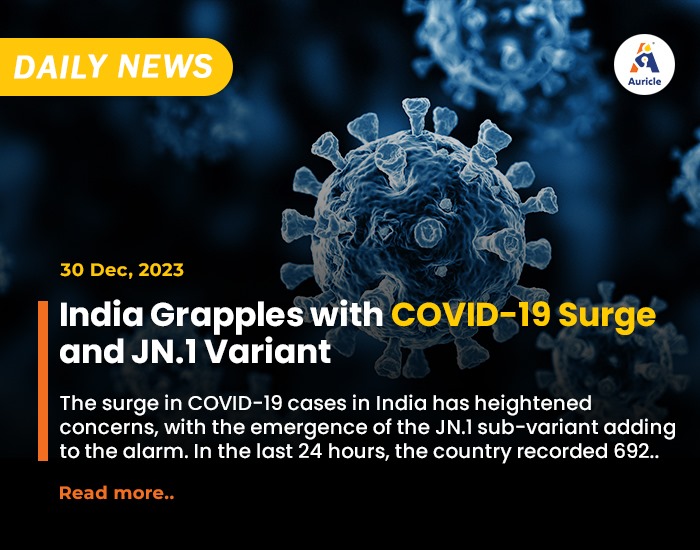 DAILY NEWS
Auricle
30 Dec, 2023
India Grapples with COVID-19 Surge
and JN.1 Variant
The surge in COVID-19 cases in India has heightened
concerns, with the emergence of the JN.1 sub-variant adding
to the alarm. In the last 24 hours, the country recorded 692..
Read more..